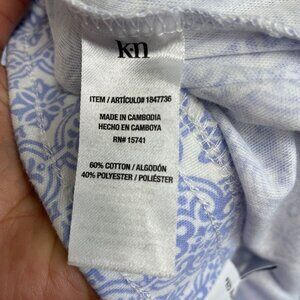 k·n
ITEM / ARTÍCULO# 1847736
MADE IN CAMBODIA
HECHO EN CAMBOYA
RN# 15741
60% COTTON / ALGODÓN
40% POLYESTER / POLIÉSTER